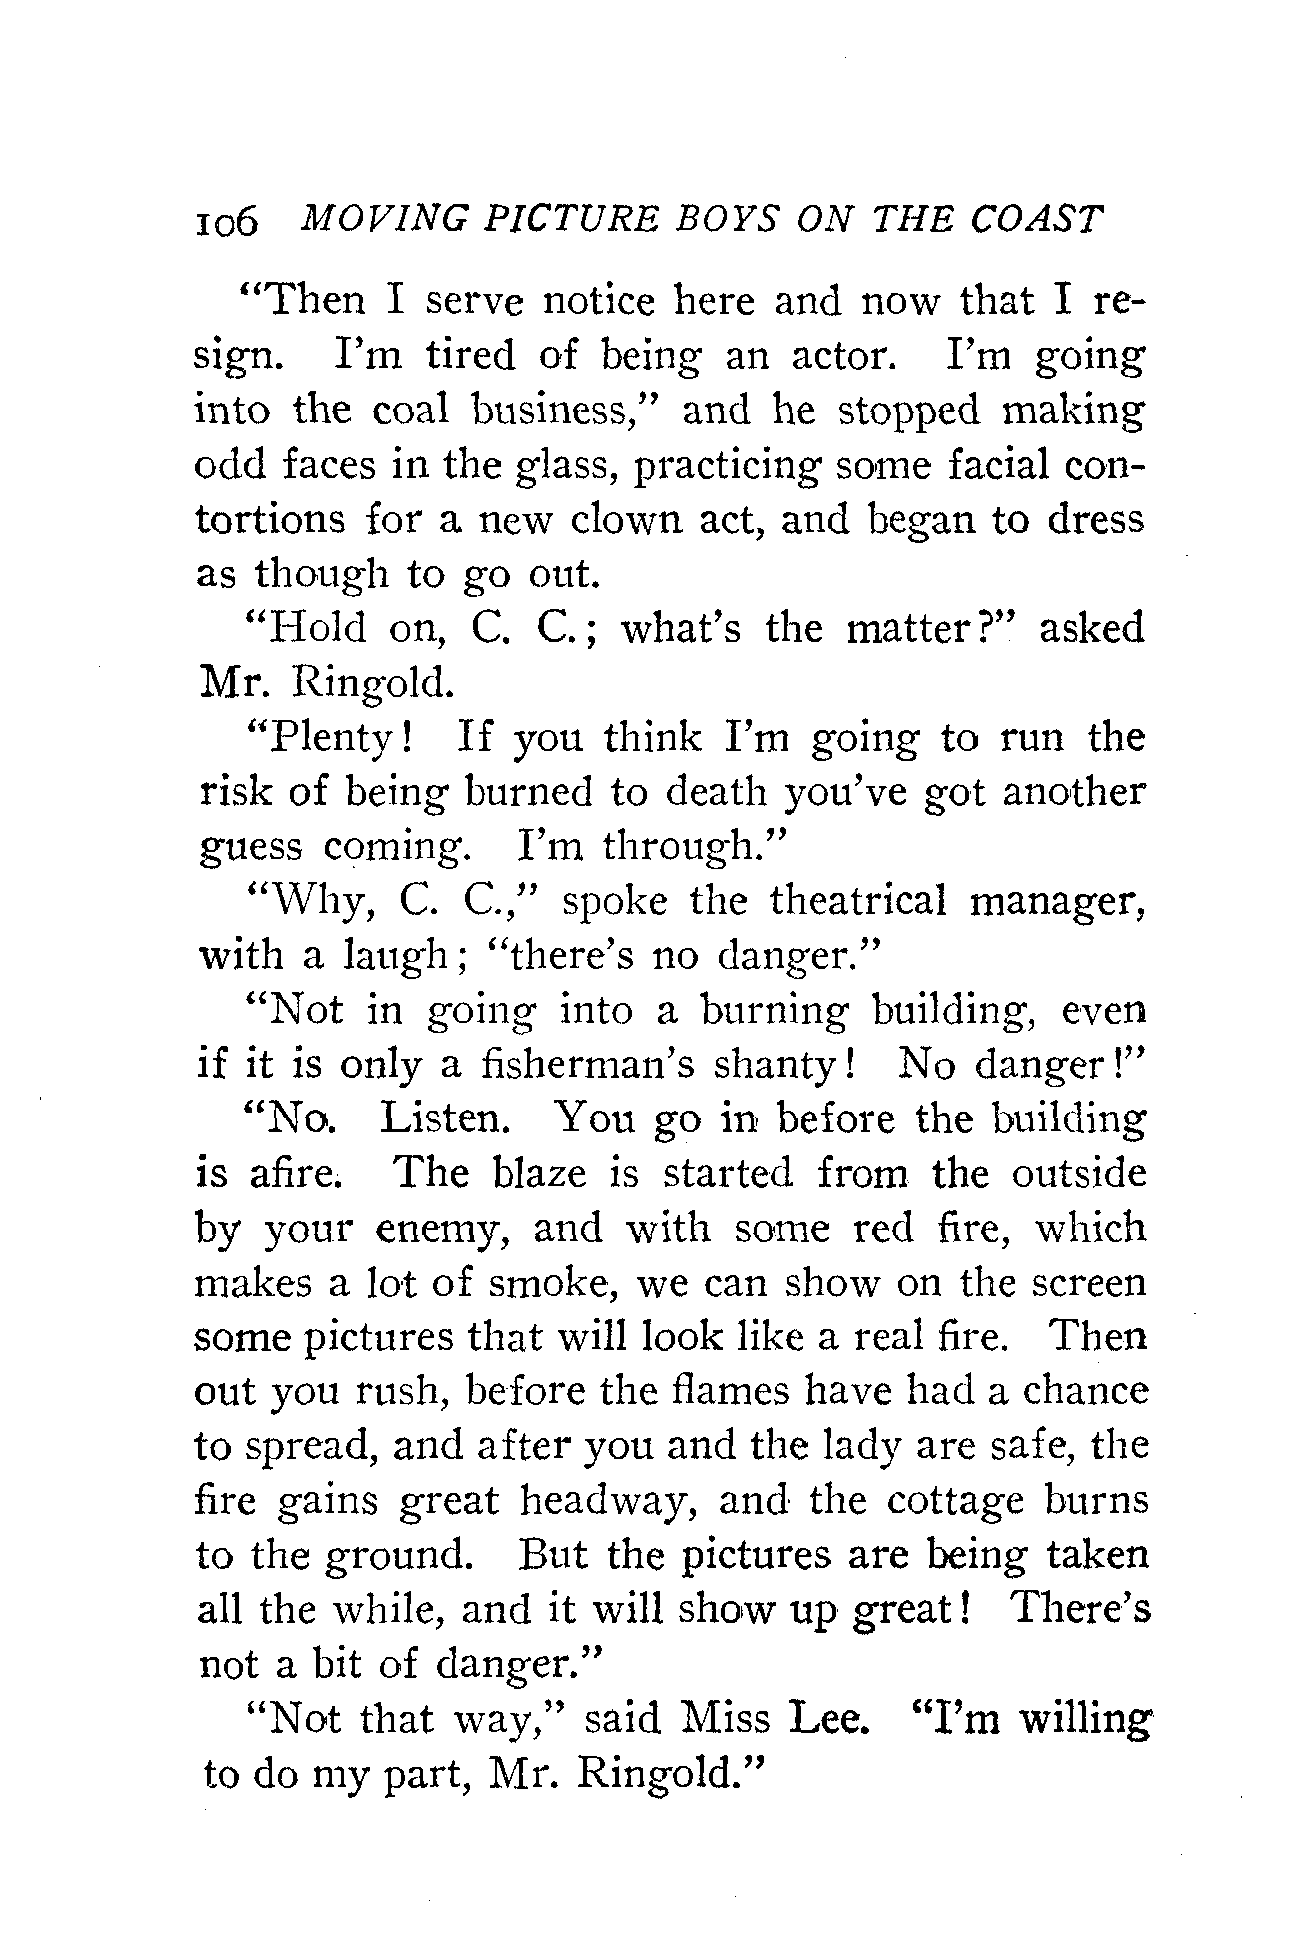 106 MOVING PICTURE BOYS ON THE COAST
"Then I serve notice here and now that I re-
sign. I'm tired of being an actor. I'm going
into the coal business," and he stopped making
odd faces in the glass, practicing some facial con-
tortions for a new clown act, and began to dress
as though to go out.
"Hold on, C. C.; what's the matter?" asked
Mr. Ringold.
"Plenty! If you think I'm going to run the
risk of being burned to death you've got another
guess coming. I'm through."
"Why, C. C.," spoke the theatrical manager,
with a laugh; "there's no danger."
"Not in going into a burning building, even
if it is only a fisherman's shanty! No danger!"
"No. Listen. You go in before the building
is afire. The blaze is started from the outside
by your enemy, and with some red fire, which
makes a lot of smoke, we can show on the screen
some pictures that will look like a real fire. Then
out you rush, before the flames have had a chance
to spread, and after you and the lady are safe, the
fire gains great headway, and the cottage burns
to the ground. But the pictures are being taken
all the while, and it will show up great! There's
not a bit of danger."
"Not that way," said Miss Lee. "I'm willing
to do my part, Mr. Ringold."